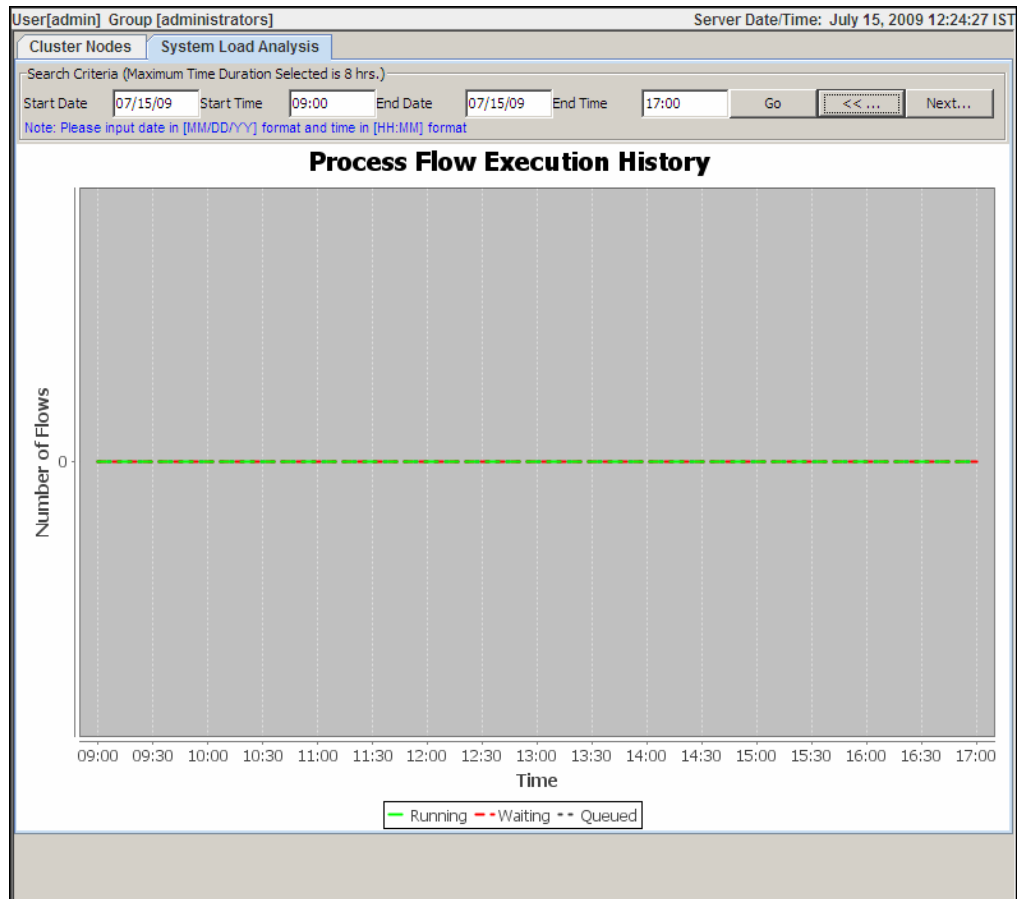 User[admin] Group [administrators] Server Date/Time: July 15, 2009 12:24:27 IST
Cluster Nodes System Load Analysis
Search Criteria (Maximum Time Duration Selected is 8 hrs.)
Start Date 07/15/09 Start Time 09:00 End Date 07/15/09 End Time 17:00 Go << ... Next...
Note: Please input date in [MM/DD/YY] format and time in [HH:MM] format
Process Flow Execution History
Number of Flows
0
09:00 09:30 10:00 10:30 11:00 11:30 12:00 12:30 13:00 13:30 14:00 14:30 15:00 15:30 16:00 16:30 17:00
Time
Running Waiting Queued